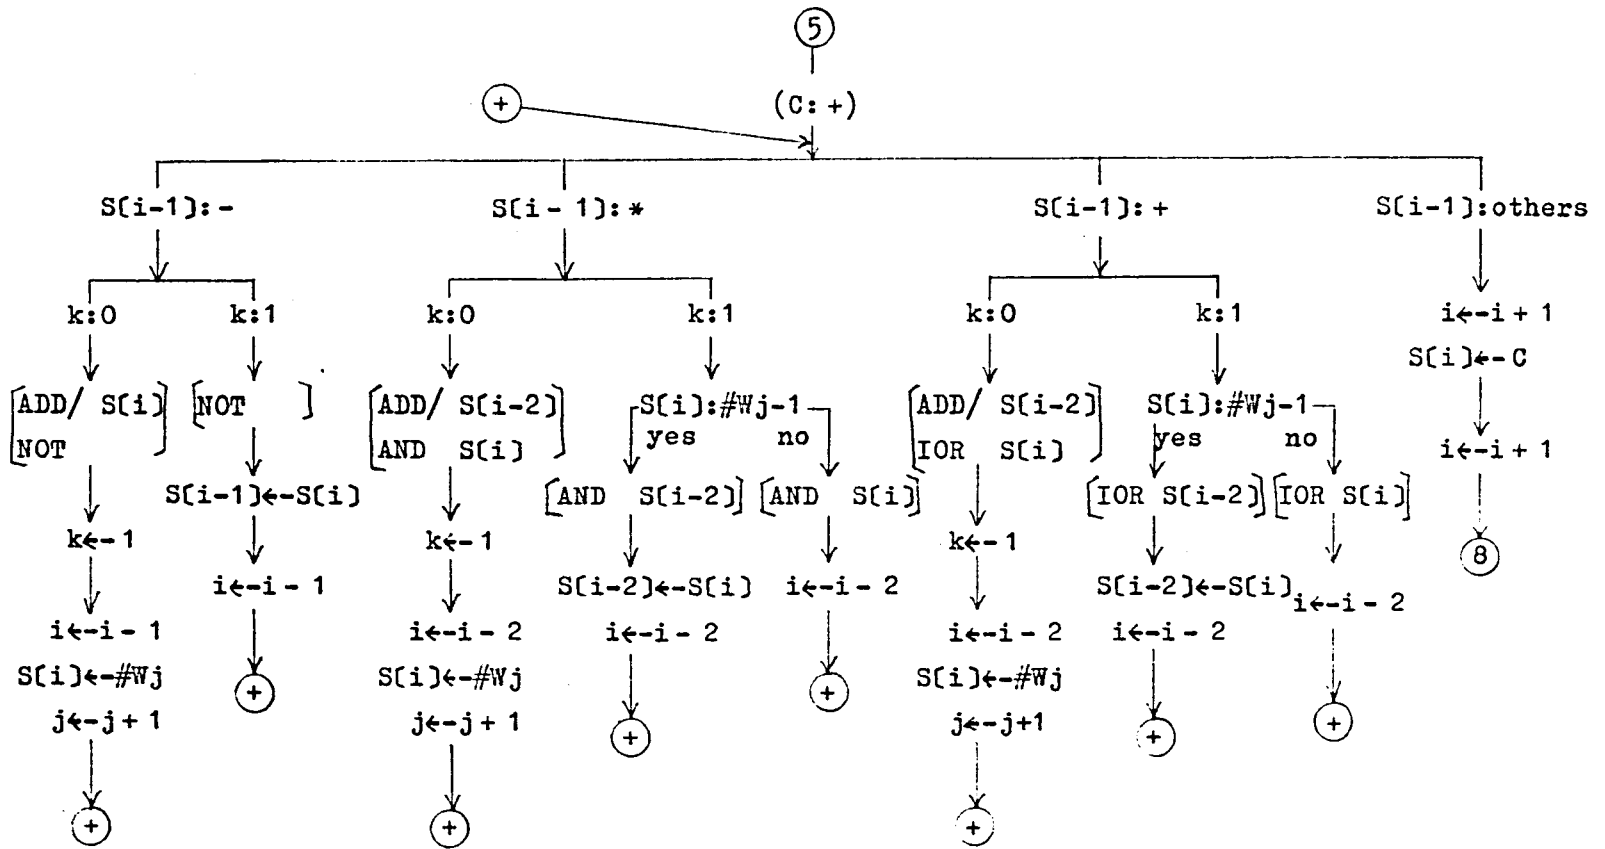 5
+
(C: +)
S[i-1]:-
S[i-1]:*
S[i-1]:+
S[i-1]:others
k:0
k:1
k:0
k:1
k:0
k:1
i←i+1
S[i]←C
i←i+1
8
[ADD/ S[i]
NOT]
k←1
i←i-1
S[i]←#Wj
j←j+1
+
[NOT ]
S[i-1]←S[i]
i←i-1
+
[ADD/ S[i-2]
AND S[i]]
k←1
i←i-2
S[i]←#Wj
j←j+1
+
S[i]:#Wj-1
yes no
[AND S[i-2]]
S[i-2]←S[i]
i←i-2
+
[AND S[i]]
i←i-2
+
[ADD/ S[i-2]
IOR S[i]]
k←1
i←i-2
S[i]←#Wj
j←j+1
+
S[i]:#Wj-1
yes no
[IOR S[i-2]]
S[i-2]←S[i]
i←i-2
+
[IOR S[i]]
i←i-2
+